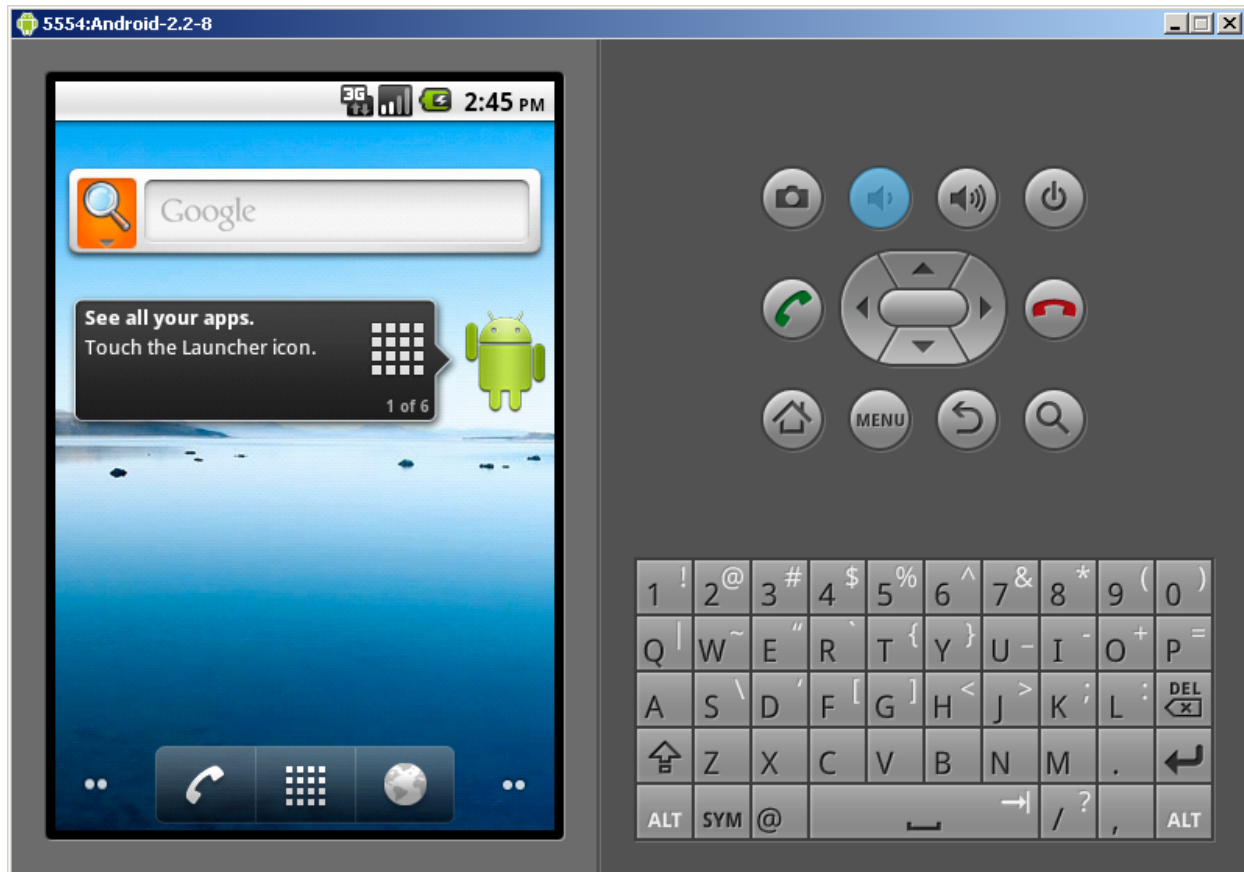 5554:Android-2.2-8
3G 2:45 PM
Google
See all your apps.
Touch the Launcher icon.
1 of 6
MENU
1 ! 2 @ 3 # 4 $ 5 % 6 ^ 7 & 8 * 9 ( 0 )
Q | W ~ E " R ` T { Y } U _ I - O + P =
A S \ D ' F [ G ] H < J > K ; L : DEL
Z X C V B N M .
ALT SYM @ / ? , ALT